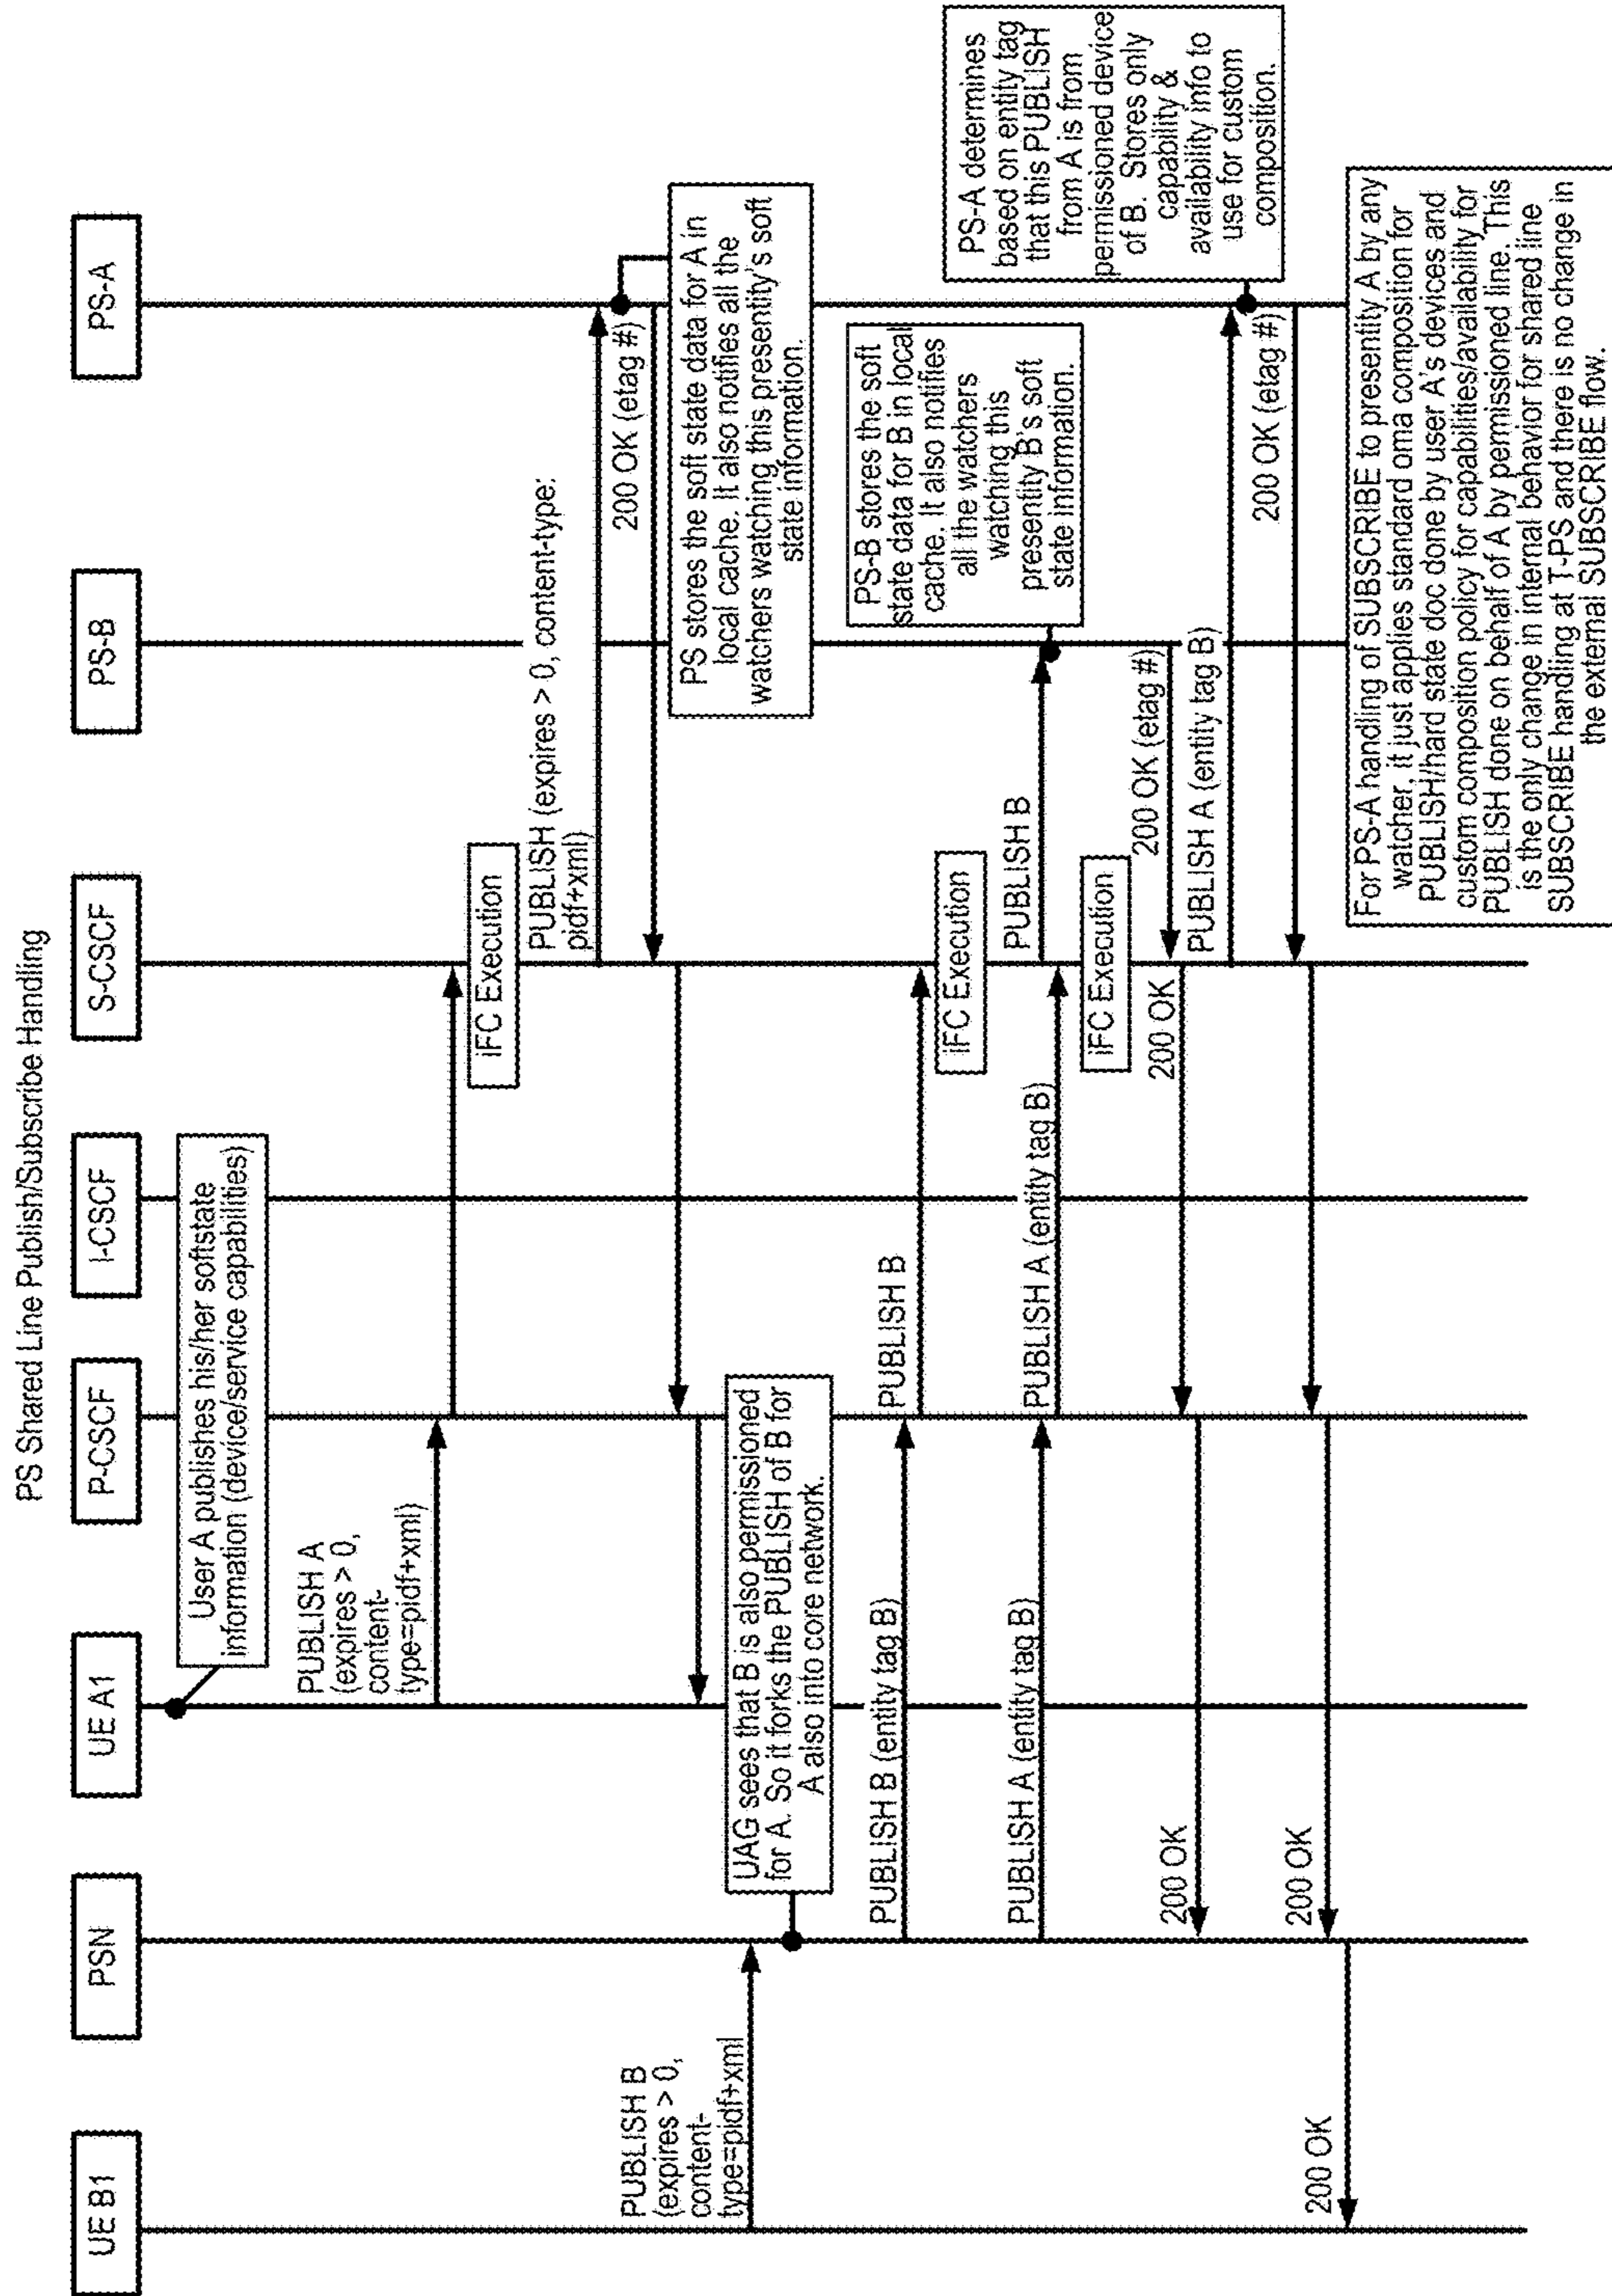 PS Shared Line Publish/Subscribe Handling
UE B1
PSN
UE A1
P-CSCF
I-CSCF
S-CSCF
PS-B
PS-A
User A publishes his/her softstate
information (device/service capabilities)
PUBLISH A
(expires > 0,
content-
type=pidf+xml)
iFC Execution
PUBLISH (expires > 0, content-type:
pidf+xml)
200 OK (etag #)
PS stores the soft state data for A in
local cache. It also notifies all the
watchers watching this presentity's soft
state information.
PUBLISH B
(expires > 0,
content-
type=pidf+xml
UAG sees that B is also permissioned
for A. So it forks the PUBLISH of B for
A also into core network.
PUBLISH B (entity tag B)
PUBLISH B
iFC Execution
PUBLISH B
PS-B stores the soft
state data for B in local
cache. It also notifies
all the watchers
watching this
presentity B's soft
state information.
PUBLISH A (entity tag B)
PUBLISH A (entity tag B)
iFC Execution
200 OK (etag #)
200 OK
200 OK
PUBLISH A (entity tag B)
PS-A determines
based on entity tag
that this PUBLISH
from A is from
permissioned device
of B. Stores only
capability &
availability info to
use for custom
composition.
200 OK (etag #)
200 OK
200 OK
For PS-A handling of SUBSCRIBE to presentity A by any
watcher, it just applies standard oma composition for
PUBLISH/hard state doc done by user A's devices and
custom composition policy for capabilities/availability for
PUBLISH done on behalf of A by permissioned line. This
is the only change in internal behavior for shared line
SUBSCRIBE handling at T-PS and there is no change in
the external SUBSCRIBE flow.